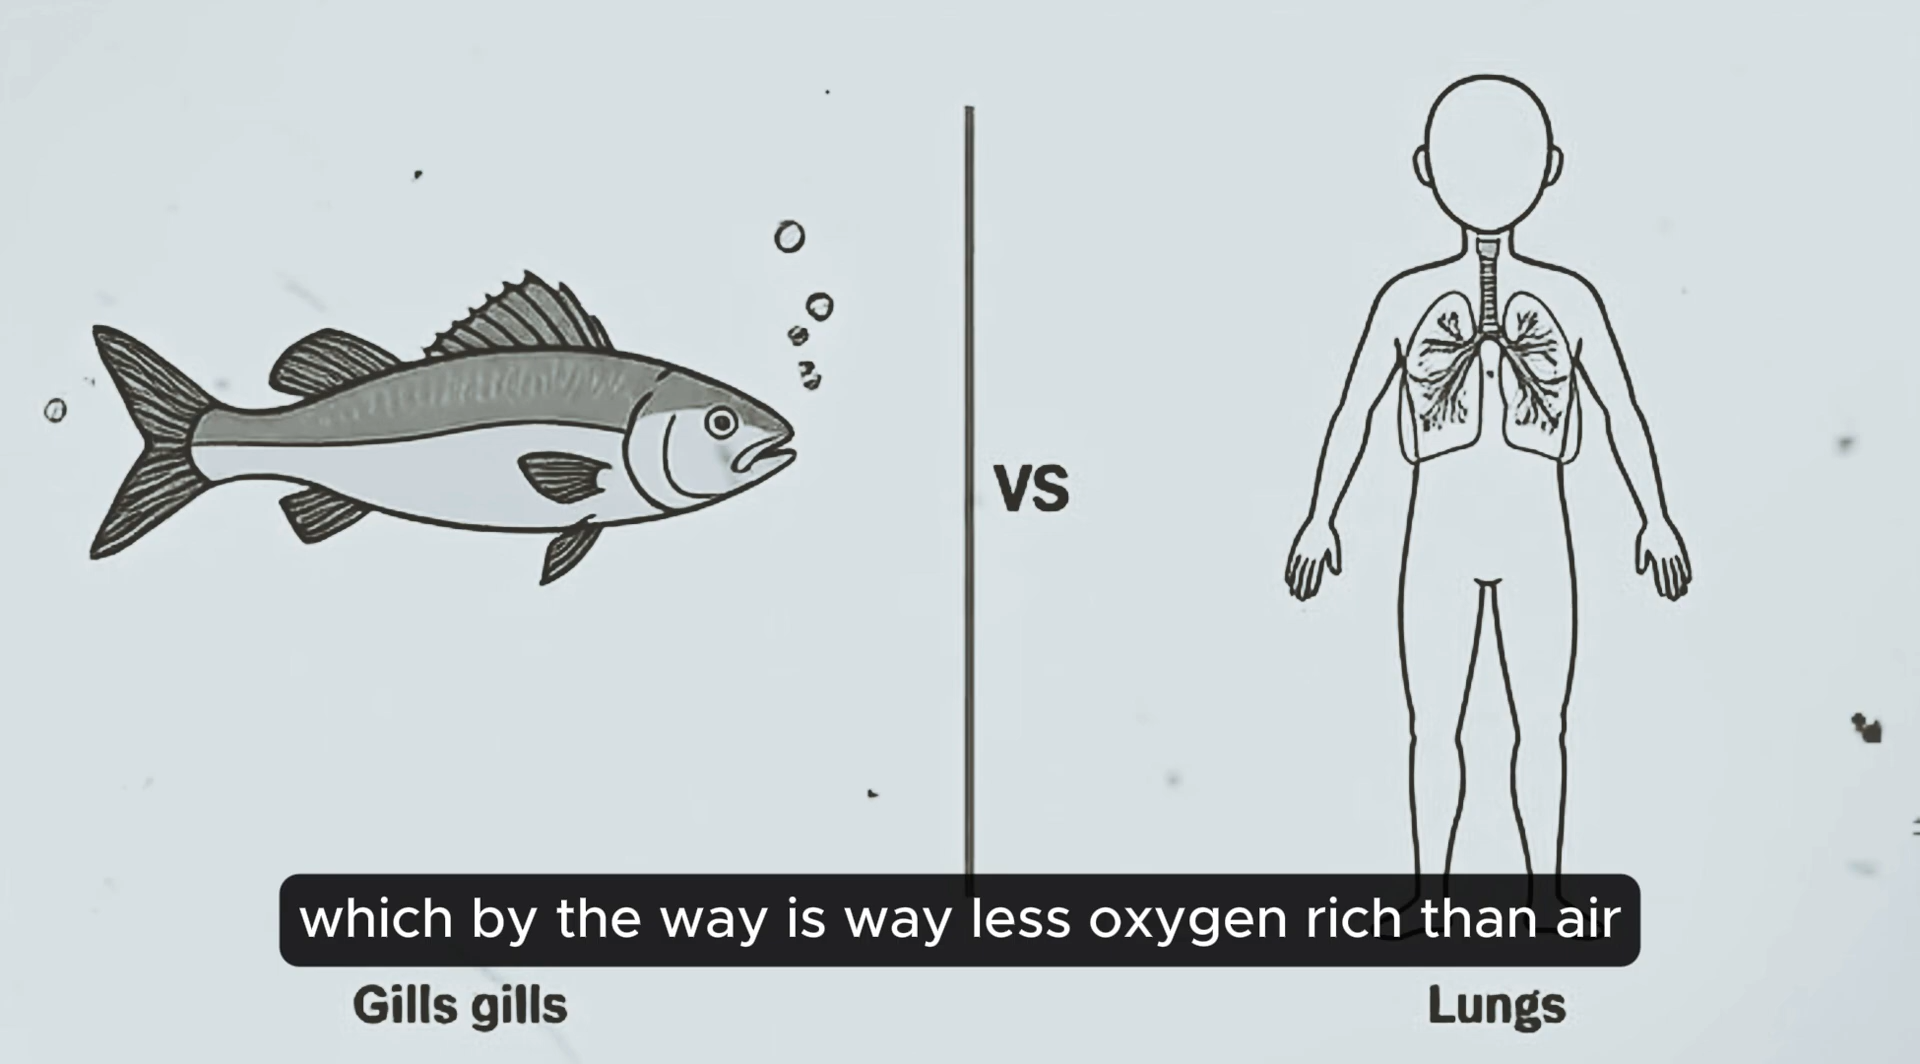 VS
which by the way is way less oxygen rich than air
Gills gills
Lungs